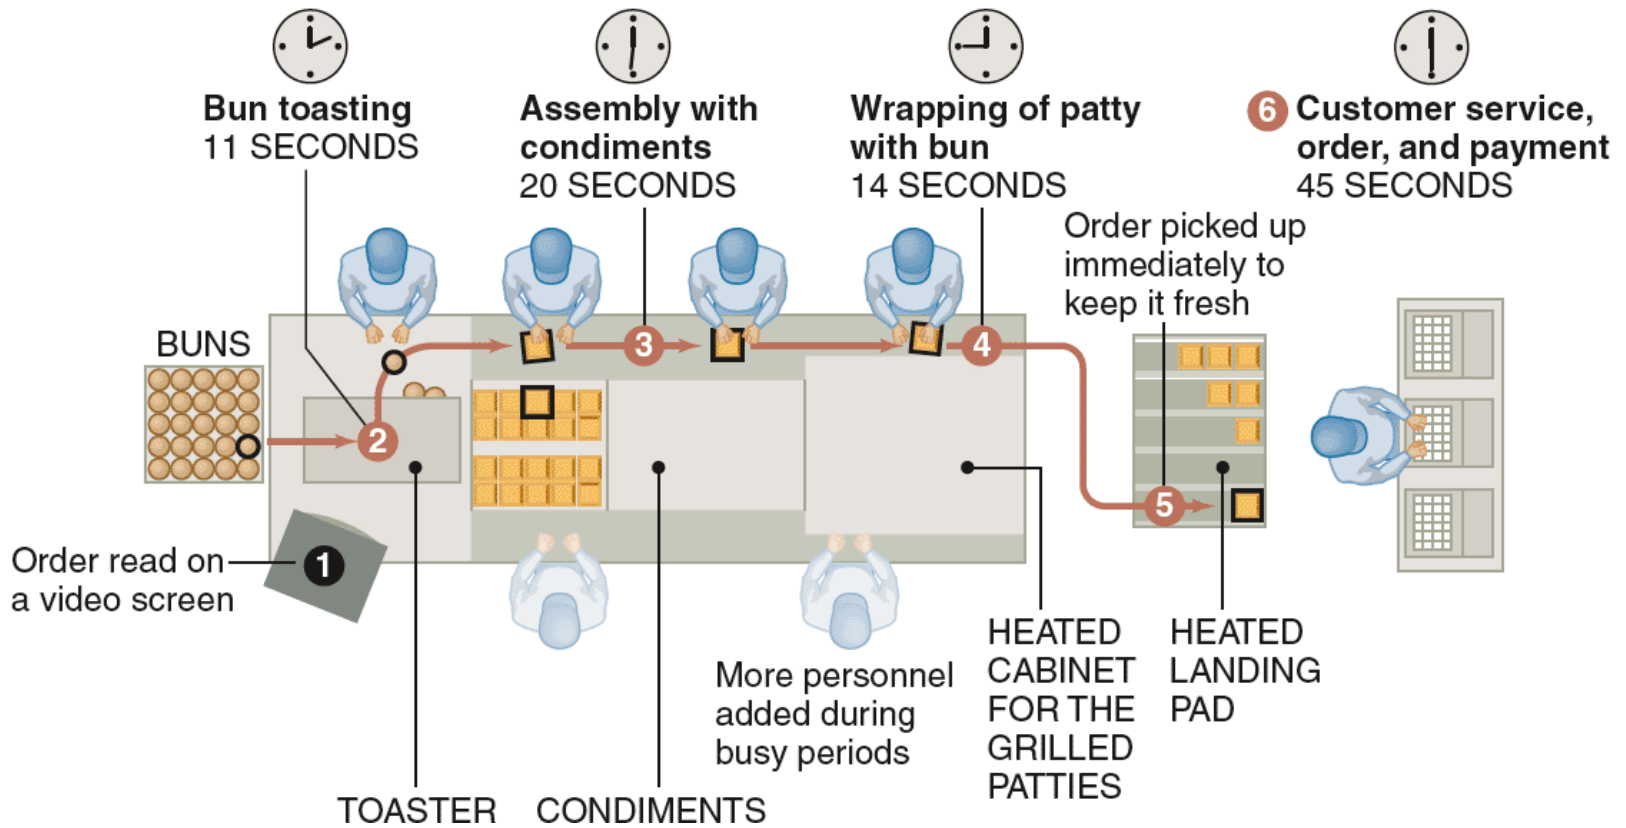 Bun toasting
11 SECONDS
Assembly with
condiments
20 SECONDS
Wrapping of patty
with bun
14 SECONDS
6 Customer service,
order, and payment
45 SECONDS
Order picked up
immediately to
keep it fresh
BUNS
2
3
4
5
Order read on
a video screen
1
More personnel
added during
busy periods
HEATED
CABINET
FOR THE
GRILLED
PATTIES
HEATED
LANDING
PAD
TOASTER
CONDIMENTS